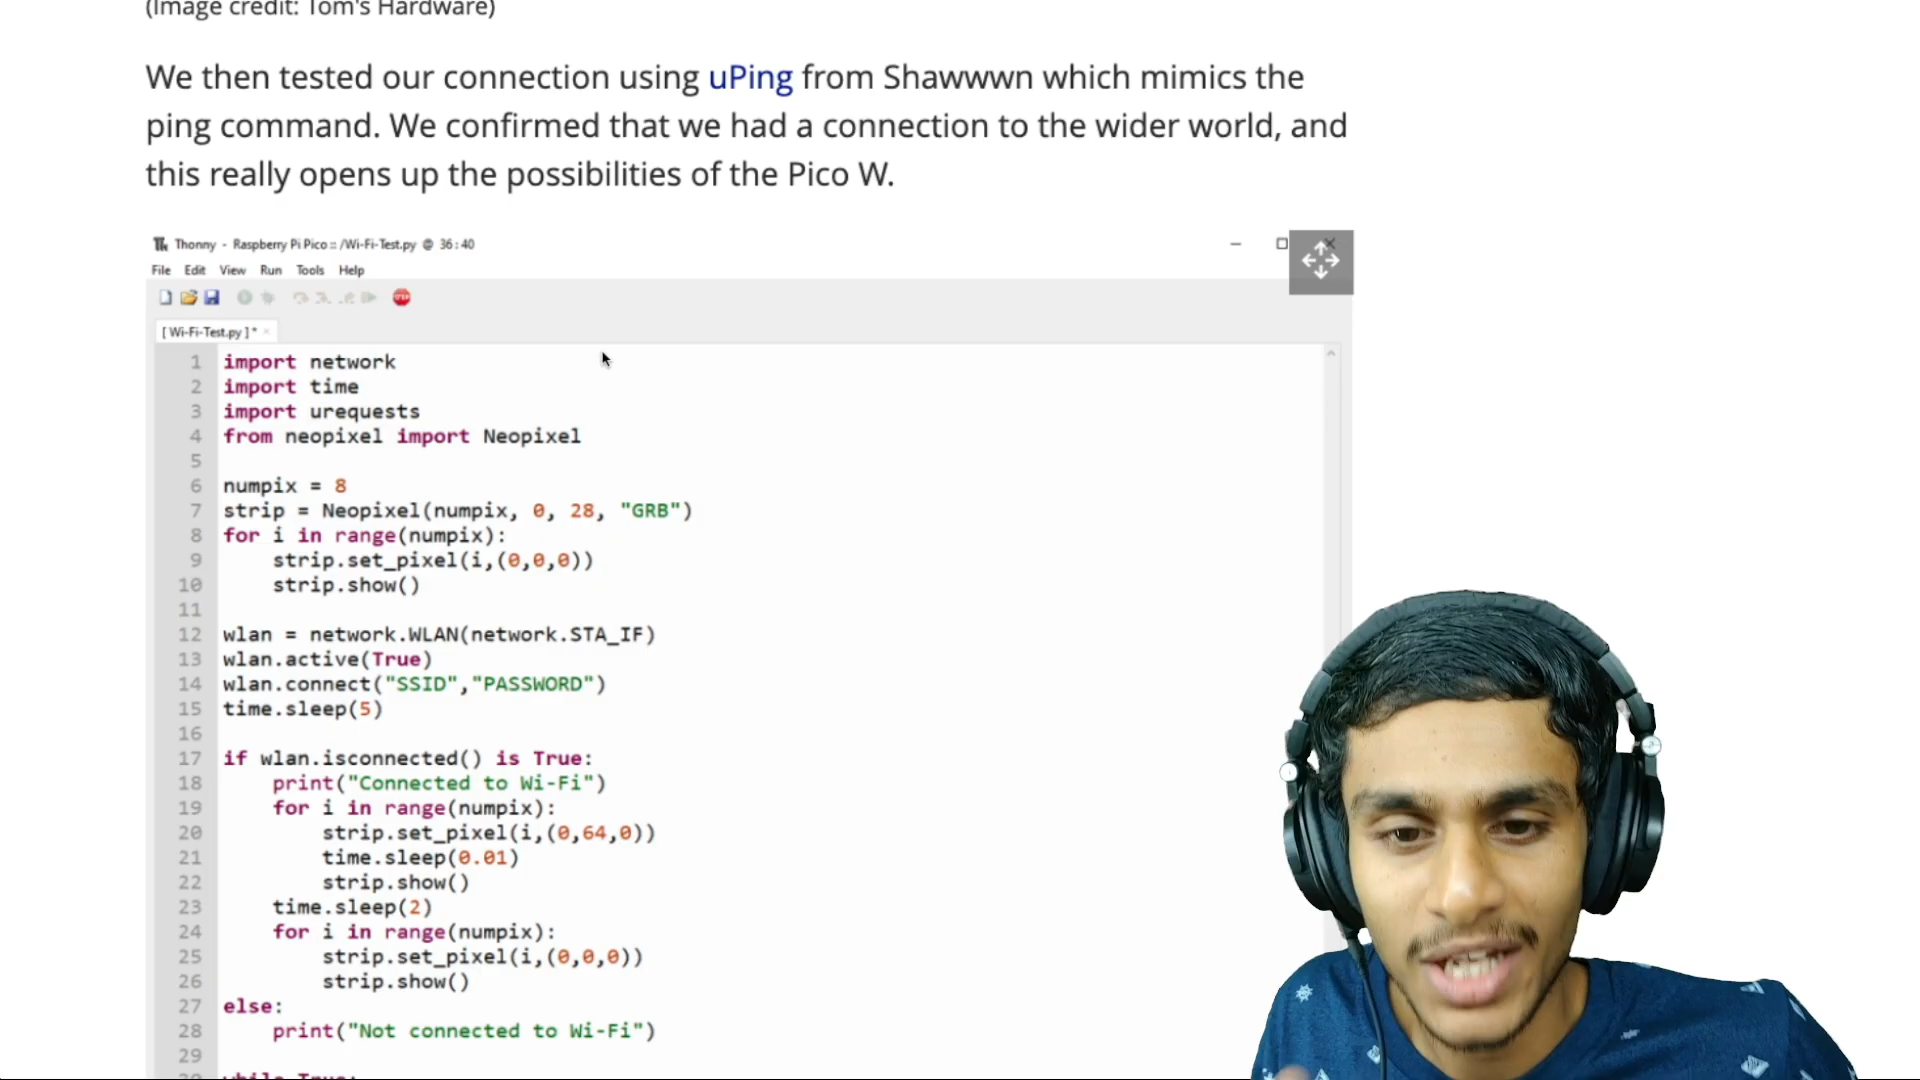 (Image credit: Tom's Hardware)
We then tested our connection using uPing from Shawwwn which mimics the
ping command. We confirmed that we had a connection to the wider world, and
this really opens up the possibilities of the Pico W.
Thonny - Raspberry Pi Pico :: /Wi-Fi-Test.py @ 36:40
File Edit View Run Tools Help
[ Wi-Fi-Test.py ] * ×
1 import network
2 import time
3 import urequests
4 from neopixel import Neopixel
5
6 numpix = 8
7 strip = Neopixel(numpix, 0, 28, "GRB")
8 for i in range(numpix):
9     strip.set_pixel(i,(0,0,0))
10     strip.show()
11
12 wlan = network.WLAN(network.STA_IF)
13 wlan.active(True)
14 wlan.connect("SSID","PASSWORD")
15 time.sleep(5)
16
17 if wlan.isconnected() is True:
18     print("Connected to Wi-Fi")
19     for i in range(numpix):
20         strip.set_pixel(i,(0,64,0))
21         time.sleep(0.01)
22         strip.show()
23     time.sleep(2)
24     for i in range(numpix):
25         strip.set_pixel(i,(0,0,0))
26         strip.show()
27 else:
28     print("Not connected to Wi-Fi")
29
30 while True: